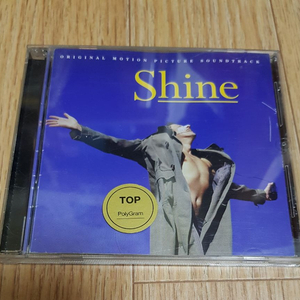 ORIGINAL MOTION PICTURE SOUNDTRACK
Shine
TOP
PolyGram